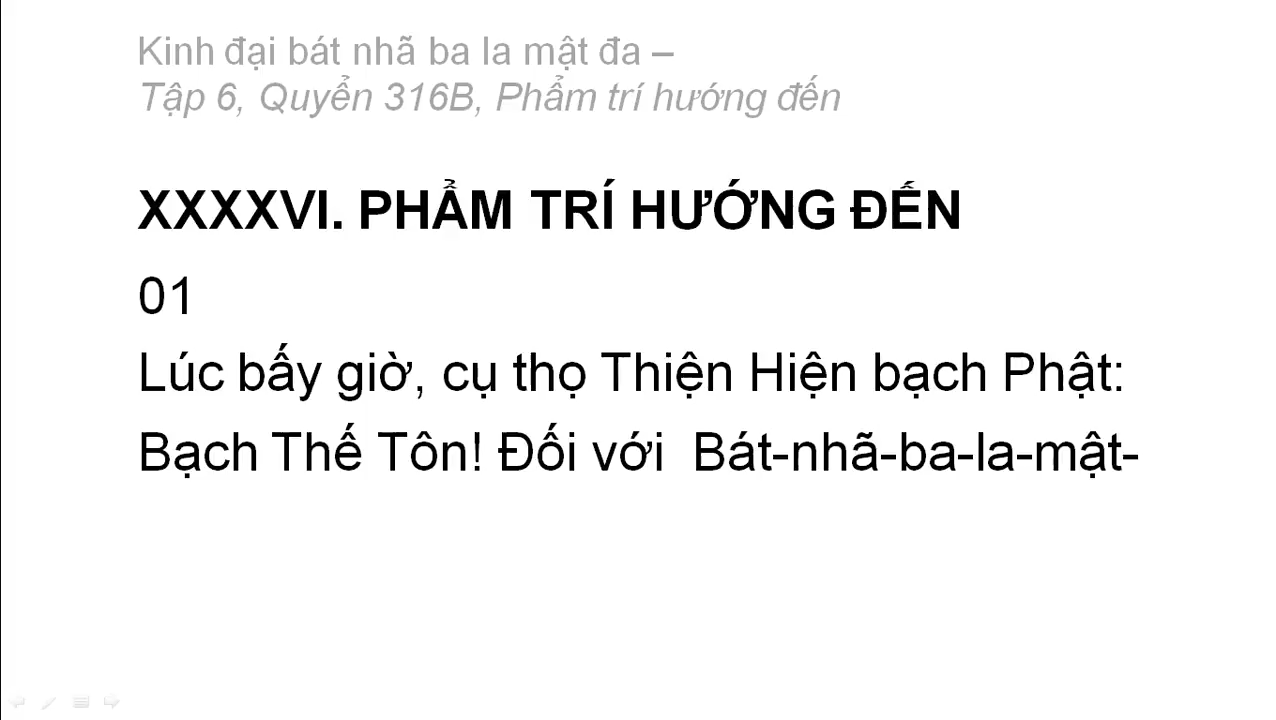 Kinh đại bát nhã ba la mật đa –
Tập 6, Quyển 316B, Phẩm trí hướng đến
XXXXVI. PHẨM TRÍ HƯỚNG ĐẾN
01
Lúc bấy giờ, cụ thọ Thiện Hiện bạch Phật:
Bạch Thế Tôn! Đối với Bát-nhã-ba-la-mật-